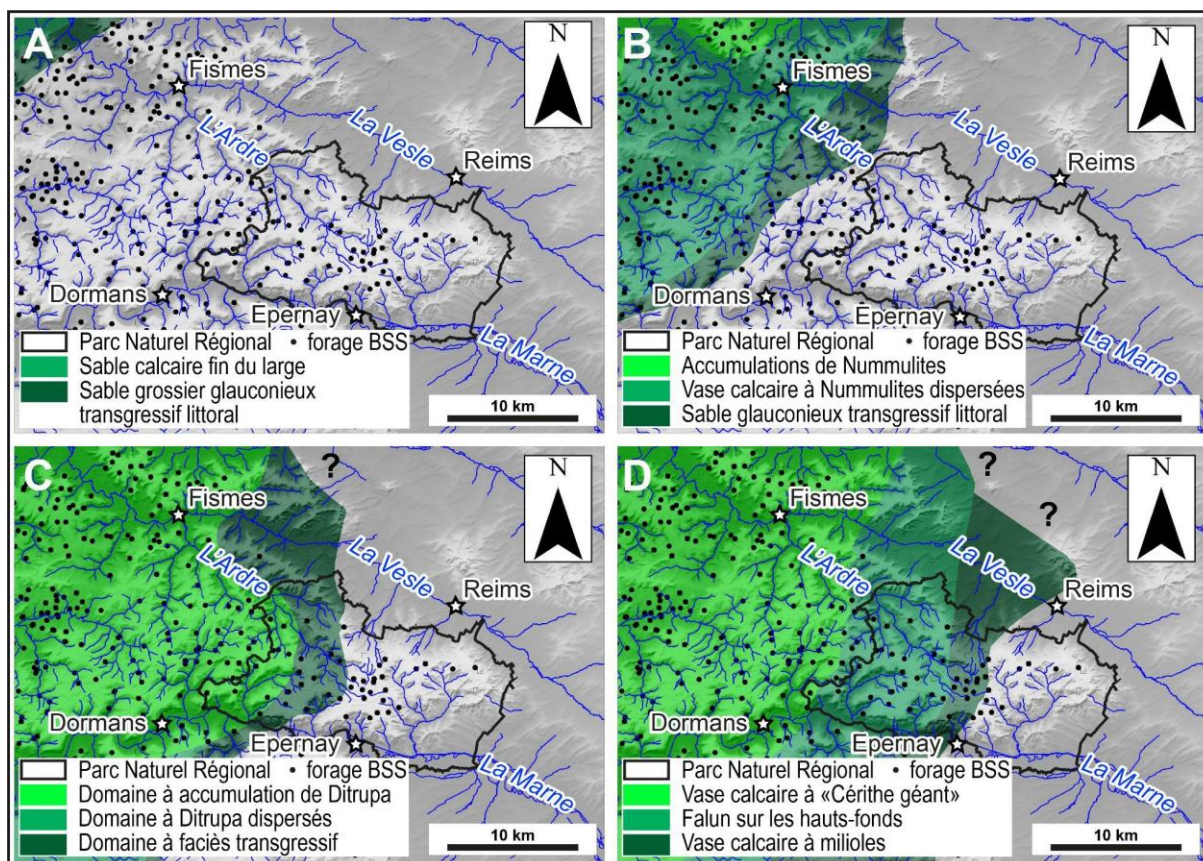 A
N
Fismes
L'Ardre
La Vesle
Reims
Dormans
Epernay
La Marne
Parc Naturel Régional • forage BSS
Sable calcaire fin du large
Sable grossier glauconieux
transgressif littoral
10 km
B
N
Fismes
L'Ardre
La Vesle
Reims
Dormans
Epernay
La Marne
Parc Naturel Régional • forage BSS
Accumulations de Nummulites
Vase calcaire à Nummulites dispersées
Sable glauconieux transgressif littoral
10 km
C
?
N
Fismes
L'Ardre
La Vesle
Reims
Dormans
Epernay
La Marne
Parc Naturel Régional • forage BSS
Domaine à accumulation de Ditrupa
Domaine à Ditrupa dispersés
Domaine à faciès transgressif
10 km
D
?
?
N
Fismes
L'Ardre
La Vesle
Reims
Dormans
Epernay
La Marne
Parc Naturel Régional • forage BSS
Vase calcaire à «Cérithe géant»
Falun sur les hauts-fonds
Vase calcaire à milioles
10 km